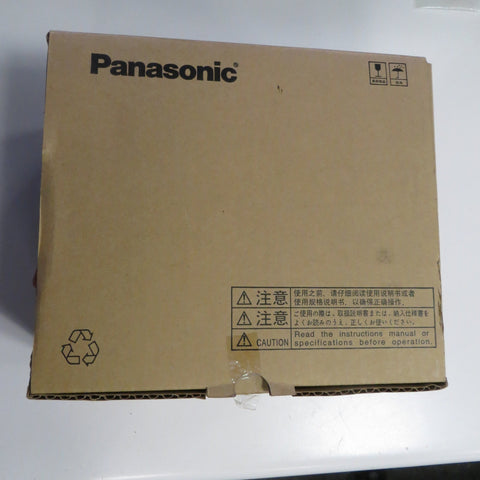 Panasonic®
注意
使用之前，请仔细阅读使用说明书或者
使用规格说明书，以确保正确操作。
注意
ご使用の際は、取扱説明書または、納入仕様書を
よくお読みのうえ、正しくお使いください。
CAUTION
Read the instructions manual or
specifications before operation.